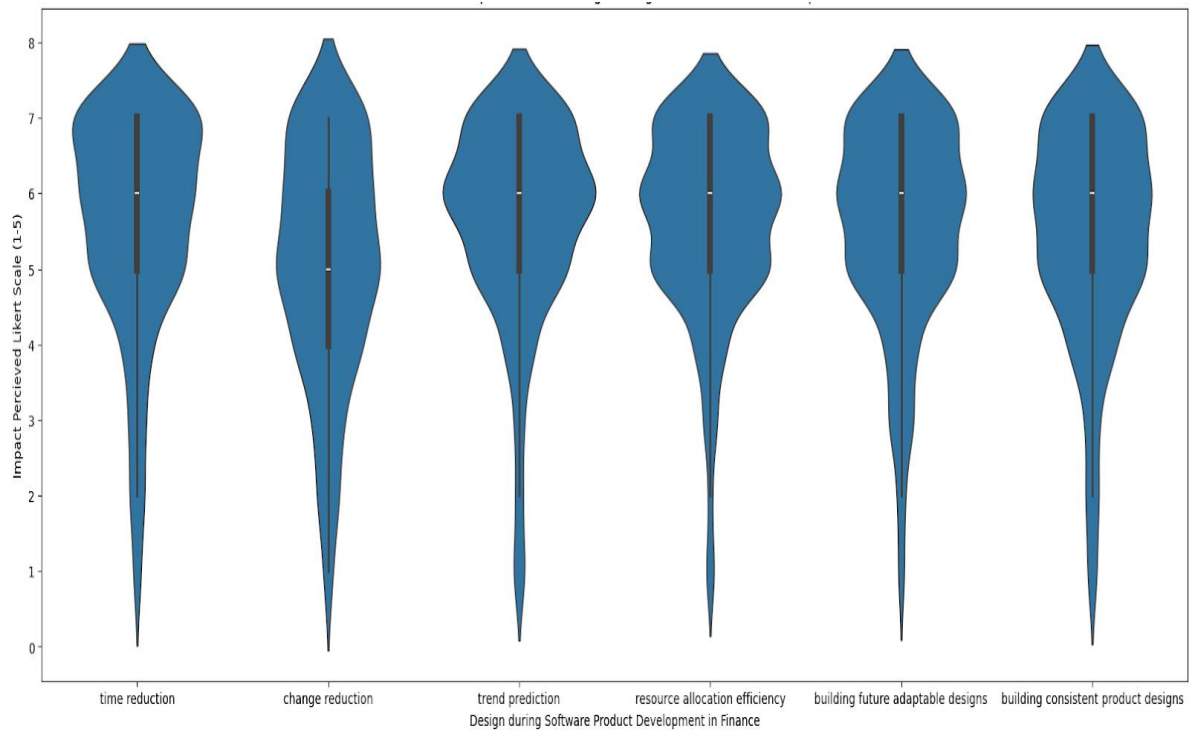 8
7
6
5
4
3
2
1
0
Impact Percieved Likert Scale (1-5)
time reduction
change reduction
trend prediction
resource allocation efficiency
building future adaptable designs
building consistent product designs
Design during Software Product Development in Finance